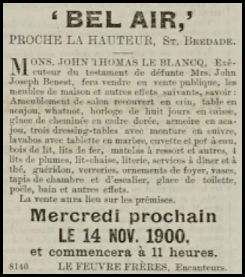 ' BEL AIR,'
PROCHE LA HAUTEUR, ST. BREDADE.
MONS. JOHN THOMAS LE BLANCQ, Exé-
cuteur du testament de défunte Mrs. John
Joseph Benest, fera vendre en vente publique, les
meubles de maison et autres effets suivants, savoir :
Ameublement de salon recouvert en crin, table en
noyer, whatnot, horloge de huit jours en caisse,
glace de cheminée en cadre dorée, armoire en aca-
jou, trois dressing-tables avec monture en cuivre,
lavabos avec tablette en marbre, cuvette et pot à eau,
bois de lit, lits de fer, matelas à ressort et autres, 4
lits de plumes, lit-chaise, literie, services à dîner et à
thé, guéridon, verreries, ornements de foyer, vases,
tapis de chambre et d'escalier, glace de toilette,
poêle, bain et autres effets.
La vente aura lieu sur les prémises.
Mercredi prochain
LE 14 NOV. 1900,
et commencera à 11 heures.
8140 LE FEUVRE FRÈRES, Encanteurs.